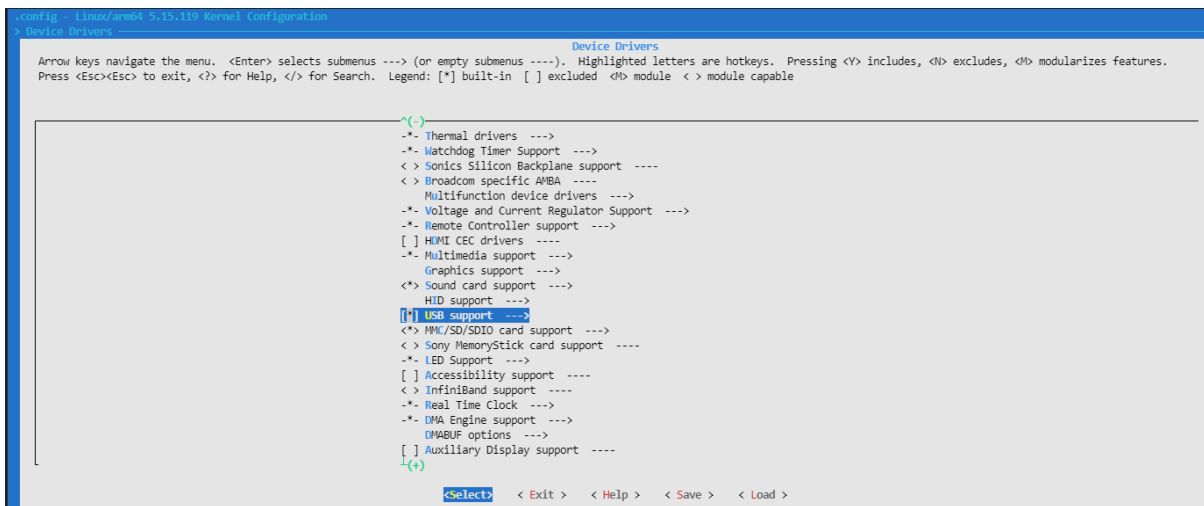 .config - Linux/arm64 5.15.119 Kernel Configuration
> Device Drivers
Device Drivers
Arrow keys navigate the menu.  <Enter> selects submenus ---> (or empty submenus ----).  Highlighted letters are hotkeys.  Pressing <Y> includes, <N> excludes, <M> modularizes features.
Press <Esc><Esc> to exit, <?> for Help, </> for Search.  Legend: [*] built-in  [ ] excluded  <M> module  < > module capable
^(-)
-*- Thermal drivers  --->
-*- Watchdog Timer Support  --->
< > Sonics Silicon Backplane support  ----
< > Broadcom specific AMBA  ----
Multifunction device drivers  --->
-*- Voltage and Current Regulator Support  --->
-*- Remote Controller support  --->
[ ] HDMI CEC drivers  ----
-*- Multimedia support  --->
Graphics support  --->
<*> Sound card support  --->
HID support  --->
[*] USB support  --->
<*> MMC/SD/SDIO card support  --->
< > Sony MemoryStick card support  ----
-*- LED Support  --->
[ ] Accessibility support  ----
< > InfiniBand support  ----
-*- Real Time Clock  --->
-*- DMA Engine support  --->
DMABUF options  --->
[ ] Auxiliary Display support  ----
┴(+)
<Select>    < Exit >    < Help >    < Save >    < Load >